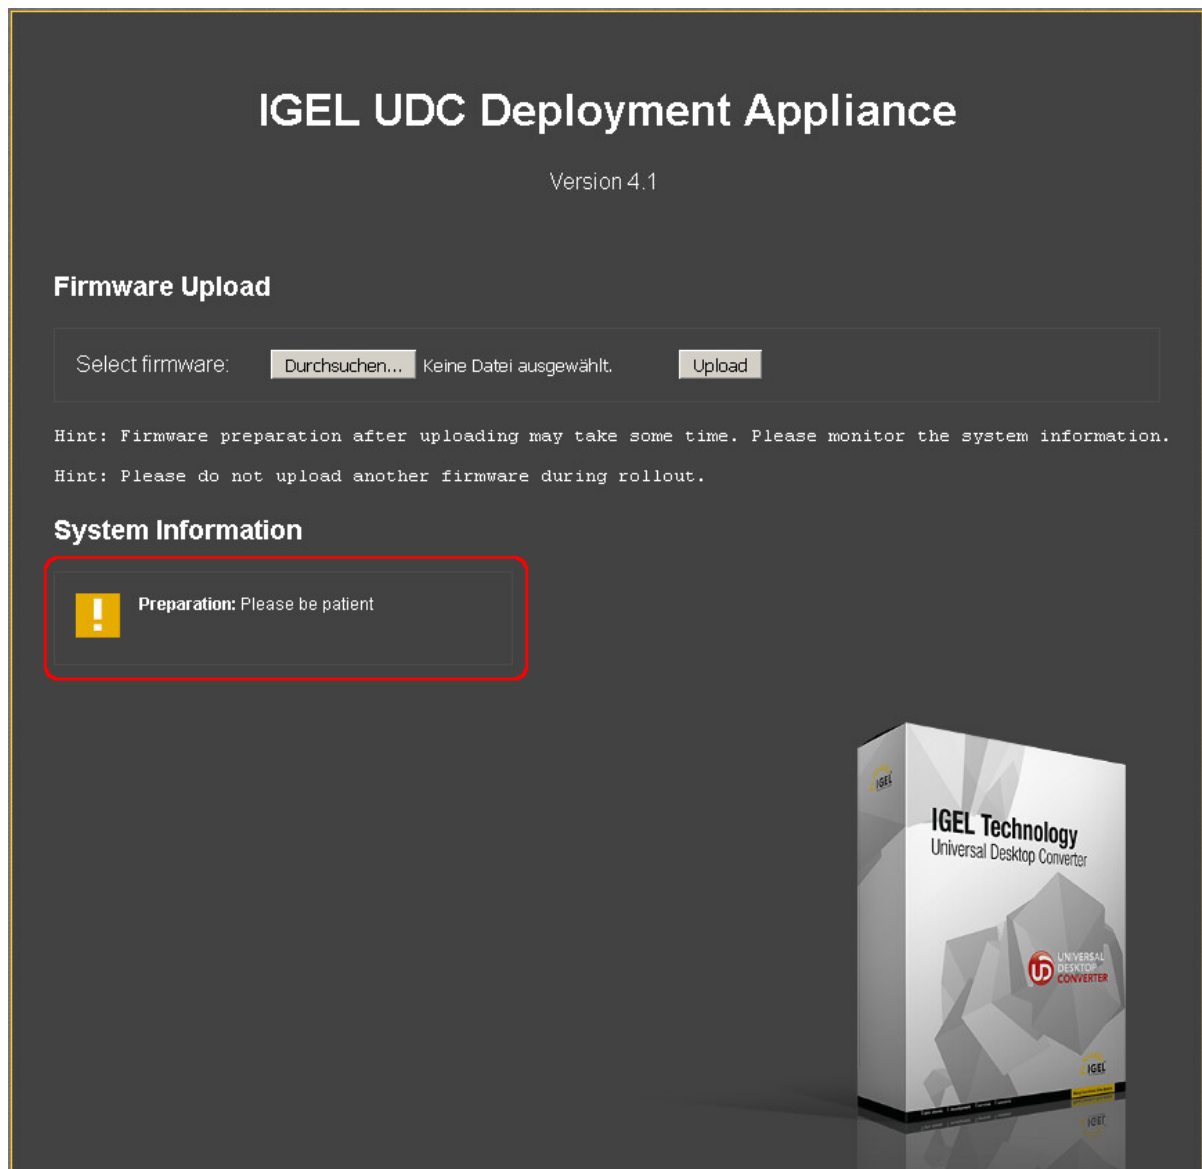 IGEL UDC Deployment Appliance
Version 4.1
Firmware Upload
Select firmware: Durchsuchen... Keine Datei ausgewählt. Upload
Hint: Firmware preparation after uploading may take some time. Please monitor the system information.
Hint: Please do not upload another firmware during rollout.
System Information
! Preparation: Please be patient
IGEL
IGEL Technology
Universal Desktop Converter
UD UNIVERSAL
DESKTOP
CONVERTER
IGEL